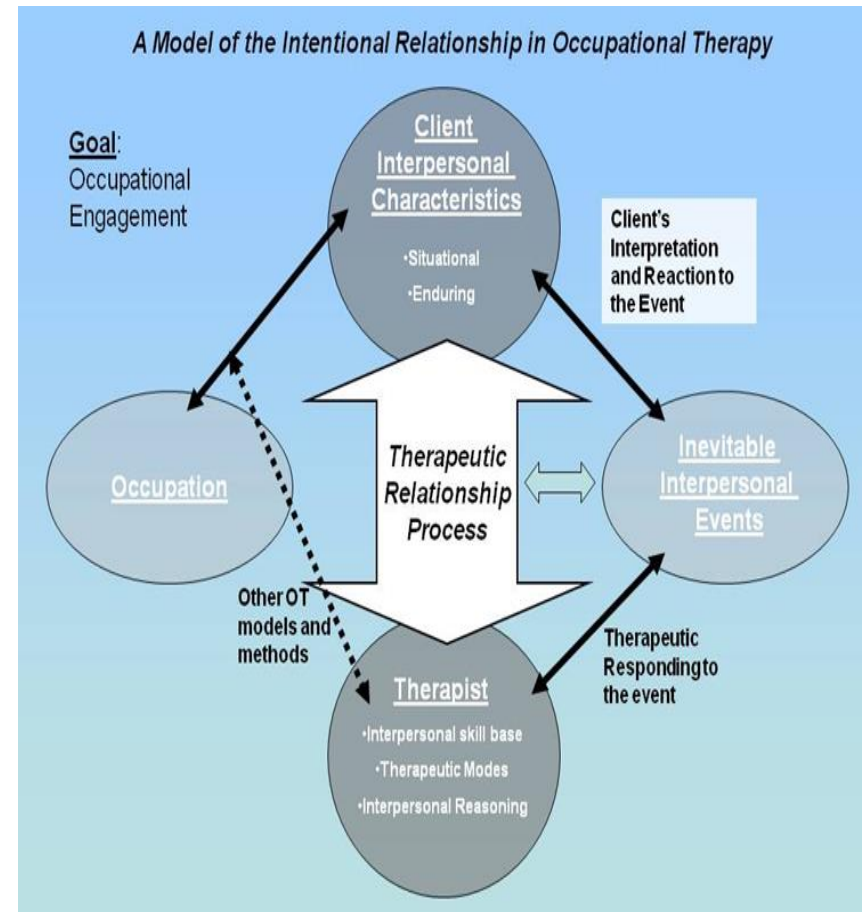 A Model of the Intentional Relationship in Occupational Therapy
Goal:
Occupational
Engagement
Client
Interpersonal
Characteristics
•Situational
•Enduring
Client's
Interpretation
and Reaction to
the Event
Occupation
Therapeutic
Relationship
Process
Inevitable
Interpersonal
Events
Other OT
models and
methods
Therapeutic
Responding to
the event
Therapist
•Interpersonal skill base
•Therapeutic Modes
•Interpersonal Reasoning